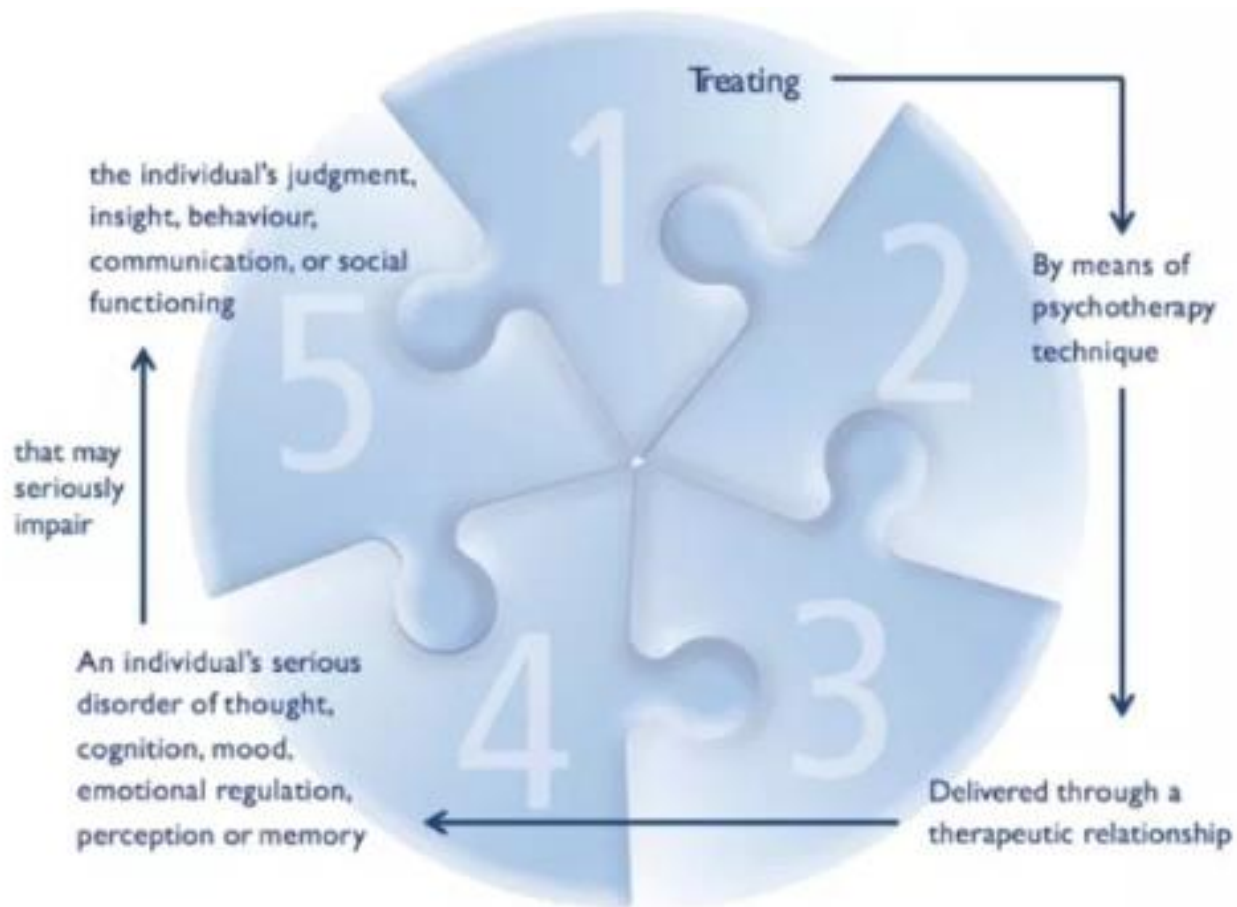 Treating
1
By means of
psychotherapy
technique
2
3
Delivered through a
therapeutic relationship
4
An individual's serious
disorder of thought,
cognition, mood,
emotional regulation,
perception or memory
that may
seriously
impair
5
the individual's judgment,
insight, behaviour,
communication, or social
functioning